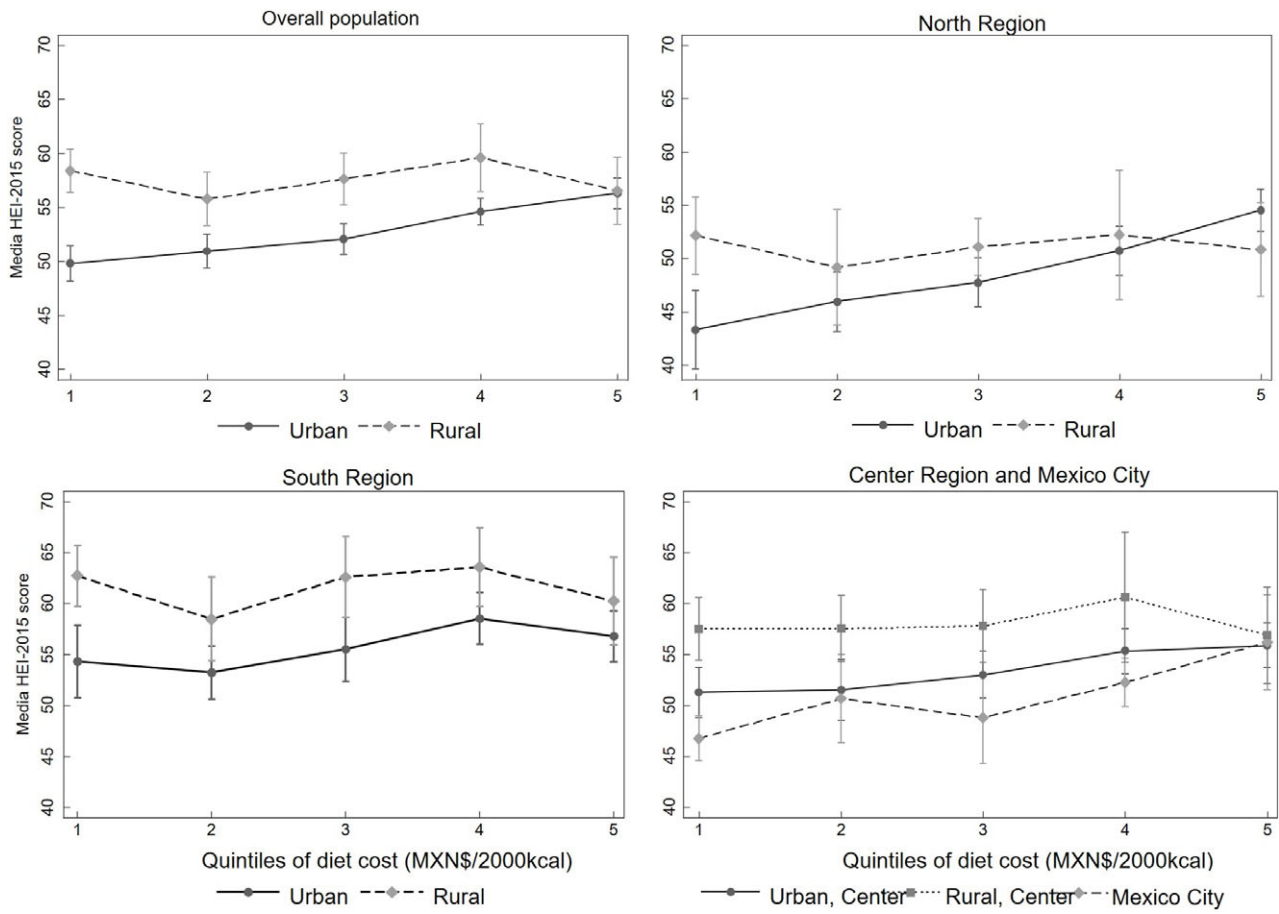 Overall population
Media HEI-2015 score
70
65
60
55
50
45
40
1 2 3 4 5
Urban Rural
North Region
70
65
60
55
50
45
40
1 2 3 4 5
Urban Rural
South Region
Media HEI-2015 score
70
65
60
55
50
45
40
1 2 3 4 5
Quintiles of diet cost (MXN$/2000kcal)
Urban Rural
Center Region and Mexico City
70
65
60
55
50
45
40
1 2 3 4 5
Quintiles of diet cost (MXN$/2000kcal)
Urban, Center Rural, Center Mexico City